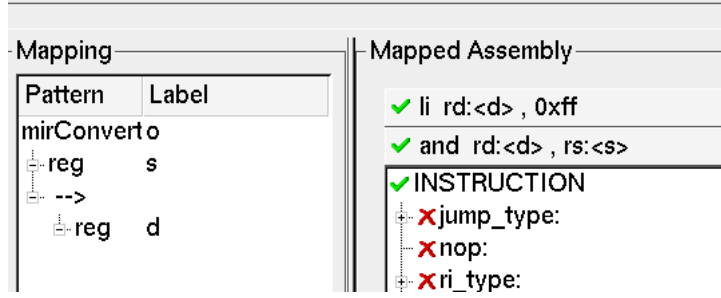 Mapping
Pattern Label
mirConvert o
reg s
-->
reg d
Mapped Assembly
li rd:<d> , 0xff
and rd:<d> , rs:<s>
INSTRUCTION
jump_type:
nop:
ri_type: